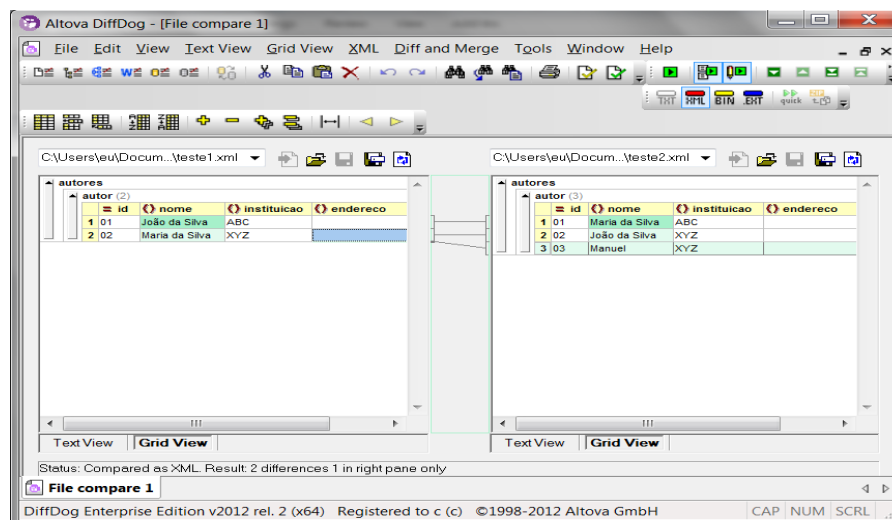 Altova DiffDog - [File compare 1]
File Edit View Text View Grid View XML Diff and Merge Tools Window Help
TXT XML BIN .EXT quick
C:\Users\eu\Docum...\teste1.xml C:\Users\eu\Docum...\teste2.xml
autores
autor (2)
= id () nome () instituicao () endereco
1 01 João da Silva ABC
2 02 Maria da Silva XYZ
autores
autor (3)
= id () nome () instituicao () endereco
1 01 Maria da Silva ABC
2 02 João da Silva XYZ
3 03 Manuel XYZ
Text View Grid View Text View Grid View
Status: Compared as XML. Result: 2 differences 1 in right pane only
File compare 1
DiffDog Enterprise Edition v2012 rel. 2 (x64) Registered to c (c) ©1998-2012 Altova GmbH CAP NUM SCRL